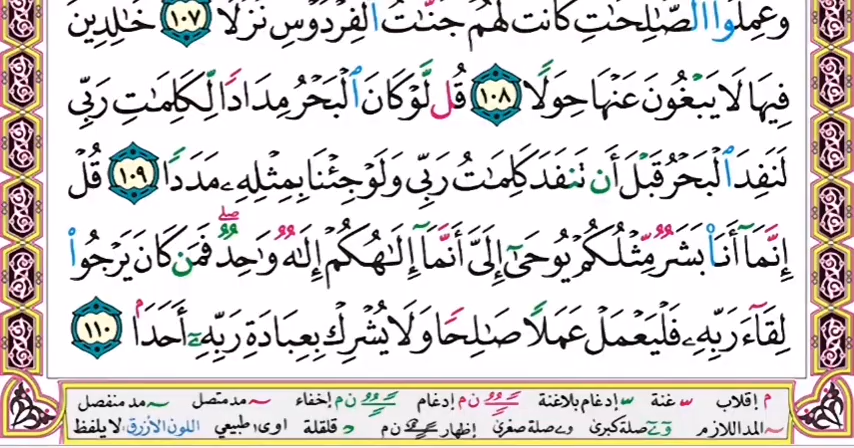 وَعَمِلُوا۟ ٱلصَّـٰلِحَـٰتِ كَانَتْ لَهُمْ جَنَّـٰتُ ٱلْفِرْدَوْسِ نُزُلًا ١٠٧ خَـٰلِدِينَ
فِيهَا لَا يَبْغُونَ عَنْهَا حِوَلًا ١٠٨ قُل لَّوْ كَانَ ٱلْبَحْرُ مِدَادًا لِّكَلِمَـٰتِ رَبِّى
لَنَفِدَ ٱلْبَحْرُ قَبْلَ أَن تَنفَدَ كَلِمَـٰتُ رَبِّى وَلَوْ جِئْنَا بِمِثْلِهِۦ مَدَدًا ١٠٩ قُلْ
إِنَّمَآ أَنَا۠ بَشَرٌ مِّثْلُكُمْ يُوحَىٰٓ إِلَىَّ أَنَّمَآ إِلَـٰهُكُمْ إِلَـٰهٌ وَٰحِدٌ ۖ فَمَن كَانَ يَرْجُوا۟
لِقَآءَ رَبِّهِۦ فَلْيَعْمَلْ عَمَلًا صَـٰلِحًا وَلَا يُشْرِكْ بِعِبَادَةِ رَبِّهِۦٓ أَحَدًۢا ١١٠
م إقلاب غنة إدغام بلاغنة ن م إدغام ن م إخفاء مد متصل مد منفصل
المد اللازم صلة كبرى صلة صغرى إظهار ن م قلقلة اوى طبيعي اللون الأزرق لا يلفظ